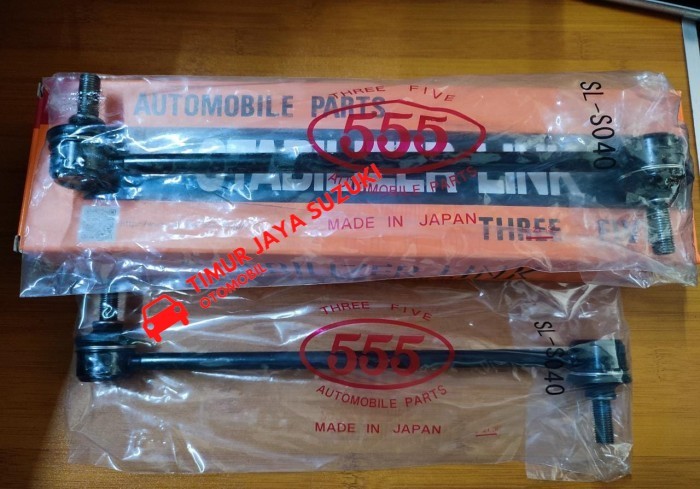 AUTOMOBILE PARTS
THREE FIVE
555
AUTOMOBILE PARTS
MADE IN JAPAN
SL-S040
STABILIZER LINK
THREE
TIMUR JAYA SUZUKI
OTOMOBIL
THREE FIVE
555
AUTOMOBILE PARTS
MADE IN JAPAN
SL-S040